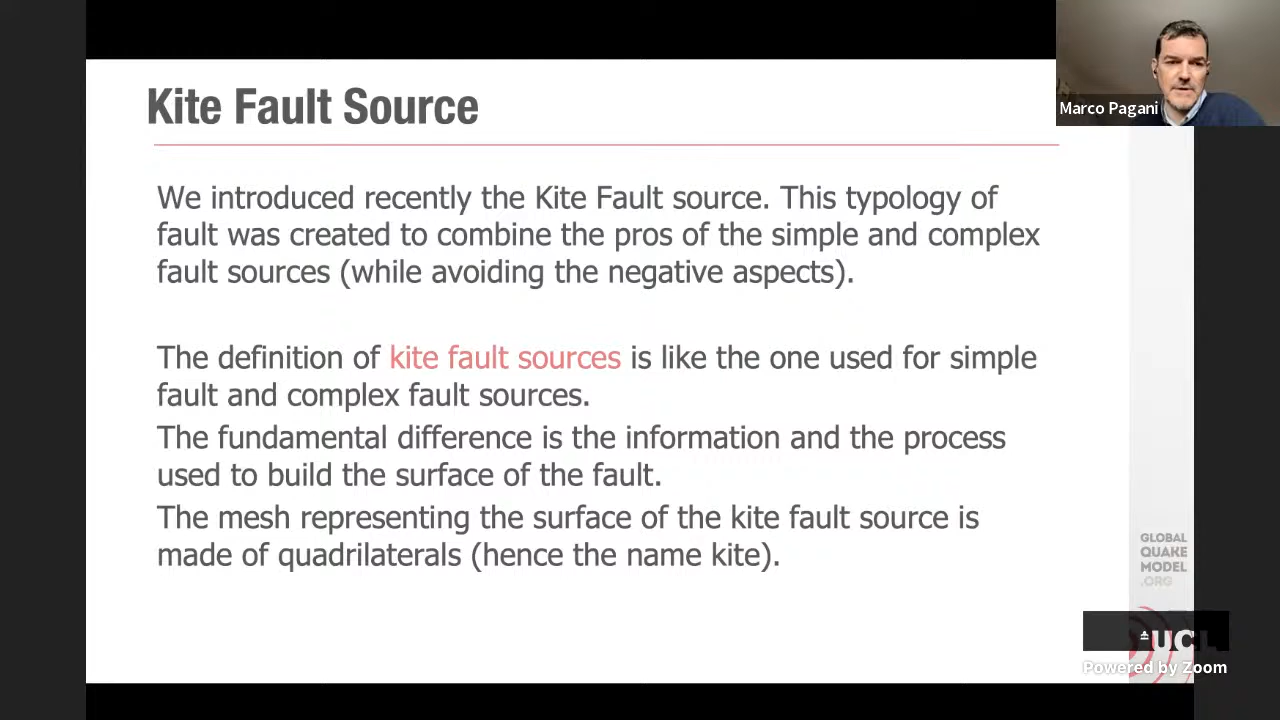 Kite Fault Source
Marco Pagani
We introduced recently the Kite Fault source. This typology of
fault was created to combine the pros of the simple and complex
fault sources (while avoiding the negative aspects).
The definition of kite fault sources is like the one used for simple
fault and complex fault sources.
The fundamental difference is the information and the process
used to build the surface of the fault.
The mesh representing the surface of the kite fault source is
made of quadrilaterals (hence the name kite).
GLOBAL
QUAKE
MODEL
.ORG
UCL
Powered by Zoom